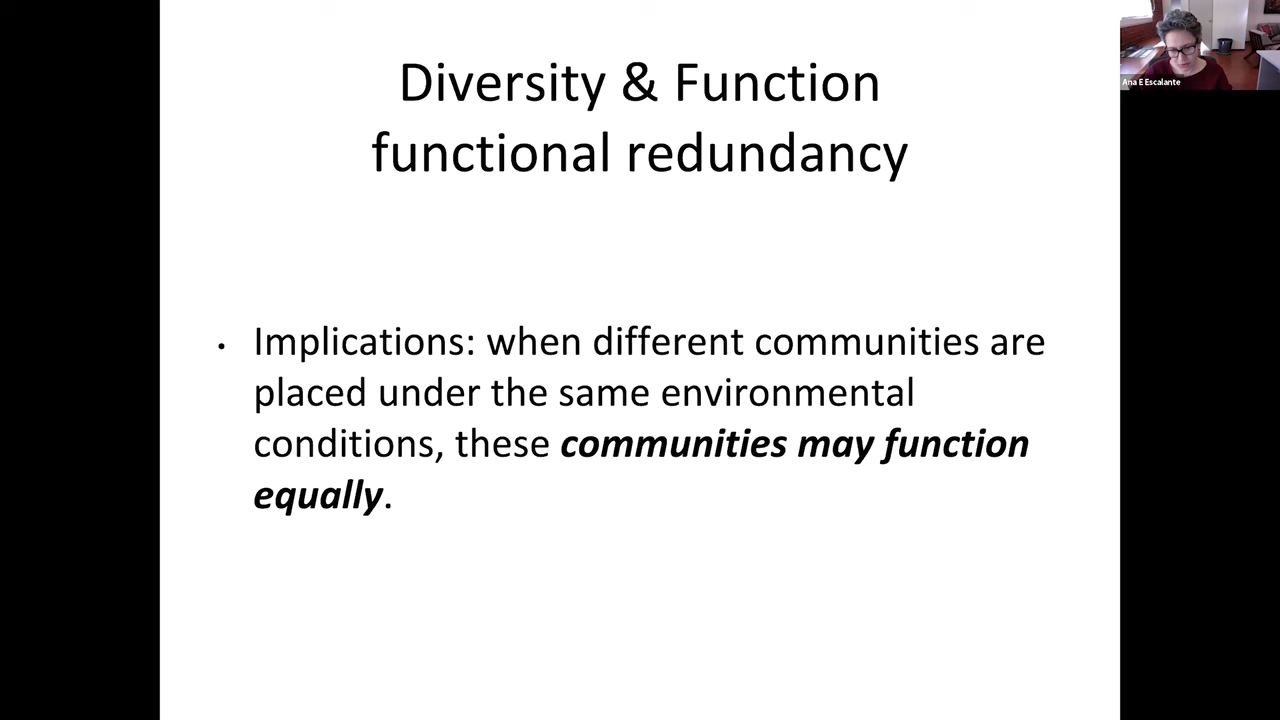 Diversity & Function
functional redundancy
• Implications: when different communities are
placed under the same environmental
conditions, these communities may function
equally.
Ana E Escalante